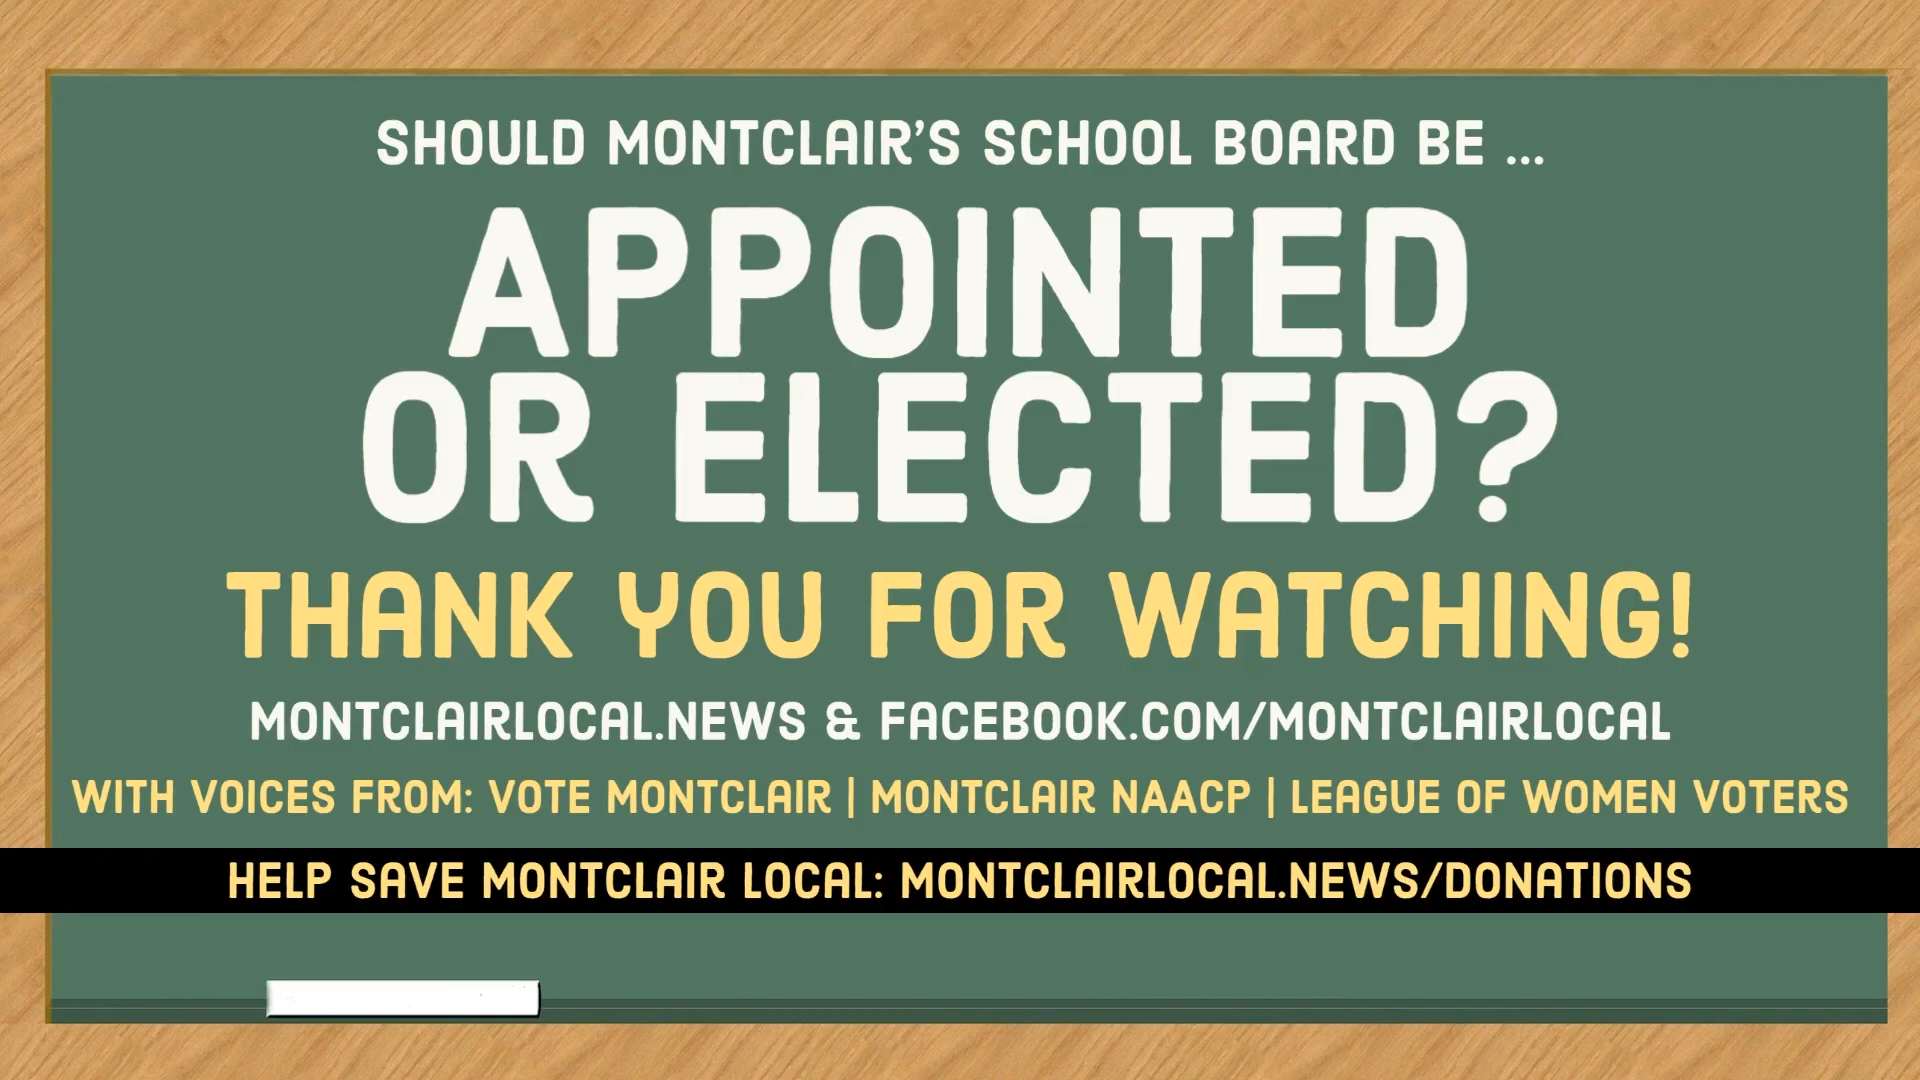 SHOULD MONTCLAIR'S SCHOOL BOARD BE ...
APPOINTED
OR ELECTED?
THANK YOU FOR WATCHING!
MONTCLAIRLOCAL.NEWS & FACEBOOK.COM/MONTCLAIRLOCAL
WITH VOICES FROM: VOTE MONTCLAIR | MONTCLAIR NAACP | LEAGUE OF WOMEN VOTERS
HELP SAVE MONTCLAIR LOCAL: MONTCLAIRLOCAL.NEWS/DONATIONS